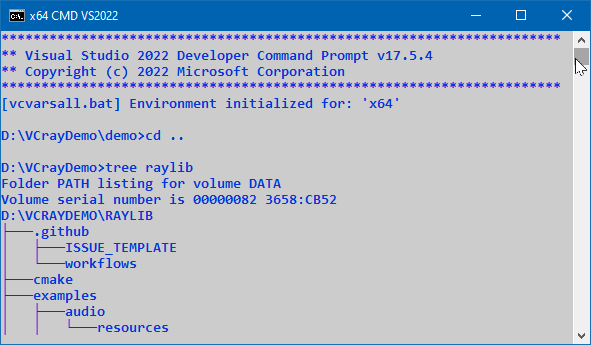 x64 CMD VS2022
**********************************************************************
** Visual Studio 2022 Developer Command Prompt v17.5.4
** Copyright (c) 2022 Microsoft Corporation
**********************************************************************
[vcvarsall.bat] Environment initialized for: 'x64'
D:\VCrayDemo\demo>cd ..
D:\VCrayDemo>tree raylib
Folder PATH listing for volume DATA
Volume serial number is 00000082 3658:CB52
D:\VCRAYDEMO\RAYLIB
├───.github
│   ├───ISSUE_TEMPLATE
│   └───workflows
├───cmake
├───examples
│   ├───audio
│   │   └───resources